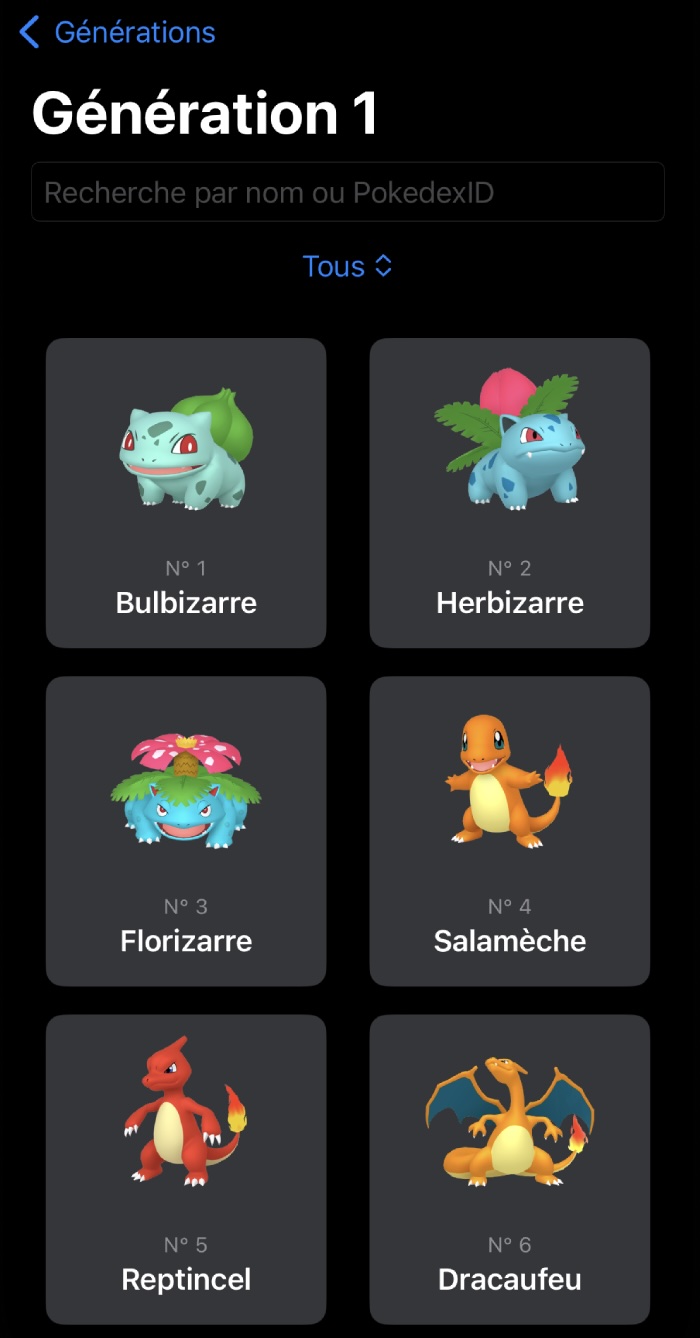 Générations
Génération 1
Recherche par nom ou PokedexID
Tous
N° 1
Bulbizarre
N° 2
Herbizarre
N° 3
Florizarre
N° 4
Salamèche
N° 5
Reptincel
N° 6
Dracaufeu